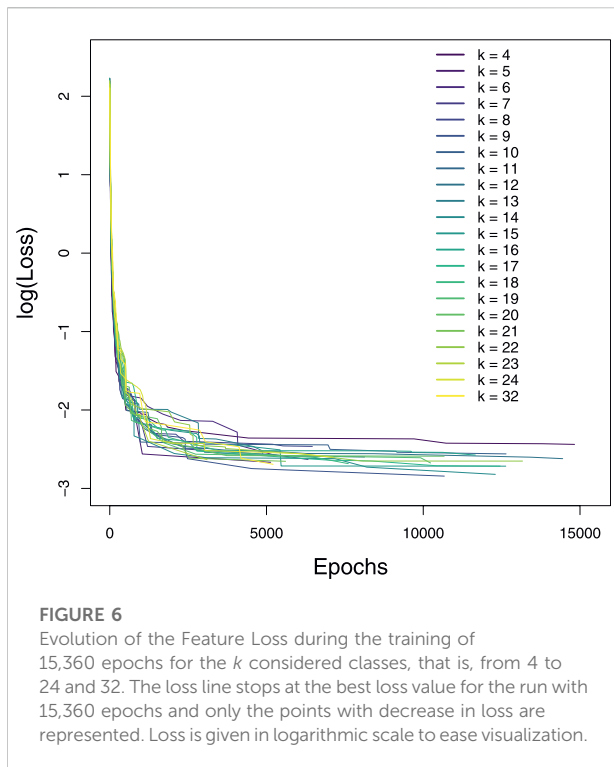 log(Loss)
2
1
0
−1
−2
−3
k = 4
k = 5
k = 6
k = 7
k = 8
k = 9
k = 10
k = 11
k = 12
k = 13
k = 14
k = 15
k = 16
k = 17
k = 18
k = 19
k = 20
k = 21
k = 22
k = 23
k = 24
k = 32
0 5000 10000 15000
Epochs
FIGURE 6
Evolution of the Feature Loss during the training of
15,360 epochs for the k considered classes, that is, from 4 to
24 and 32. The loss line stops at the best loss value for the run with
15,360 epochs and only the points with decrease in loss are
represented. Loss is given in logarithmic scale to ease visualization.